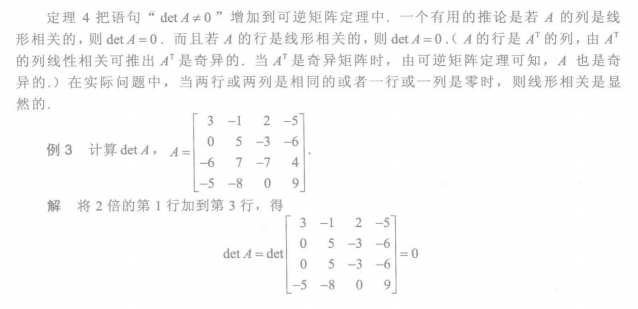 定理 4 把语句“ det A≠0 ”增加到可逆矩阵定理中．一个有用的推论是若 A 的列是线
形相关的，则 det A=0．而且若 A 的行是线形相关的，则 det A=0．（ A 的行是 Aᵀ 的列，由 Aᵀ
的列线性相关可推出 Aᵀ 是奇异的．当 Aᵀ 是奇异矩阵时，由可逆矩阵定理可知，A 也是奇
异的．）在实际问题中，当两行或两列是相同的或者一行或一列是零时，则线形相关是显
然的．
例 3 计算 det A，A=
3 −1 2 −5
0 5 −3 −6
−6 7 −7 4
−5 −8 0 9
．
解 将 2 倍的第 1 行加到第 3 行，得
det A = det
3 −1 2 −5
0 5 −3 −6
0 5 −3 −6
−5 −8 0 9
= 0